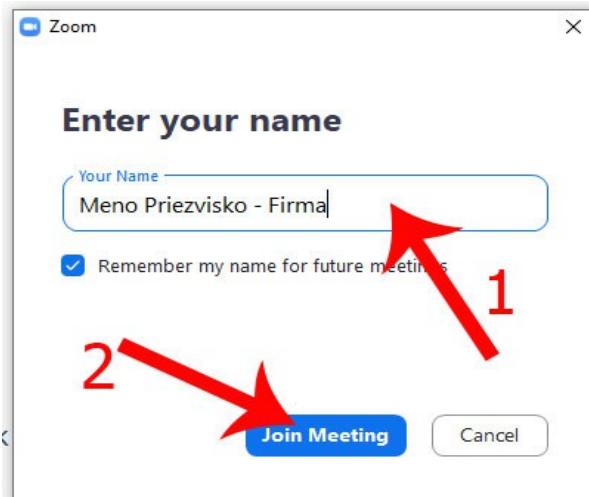 Zoom
Enter your name
Your Name
Meno Priezvisko - Firma
Remember my name for future meetings
1
2
Join Meeting
Cancel